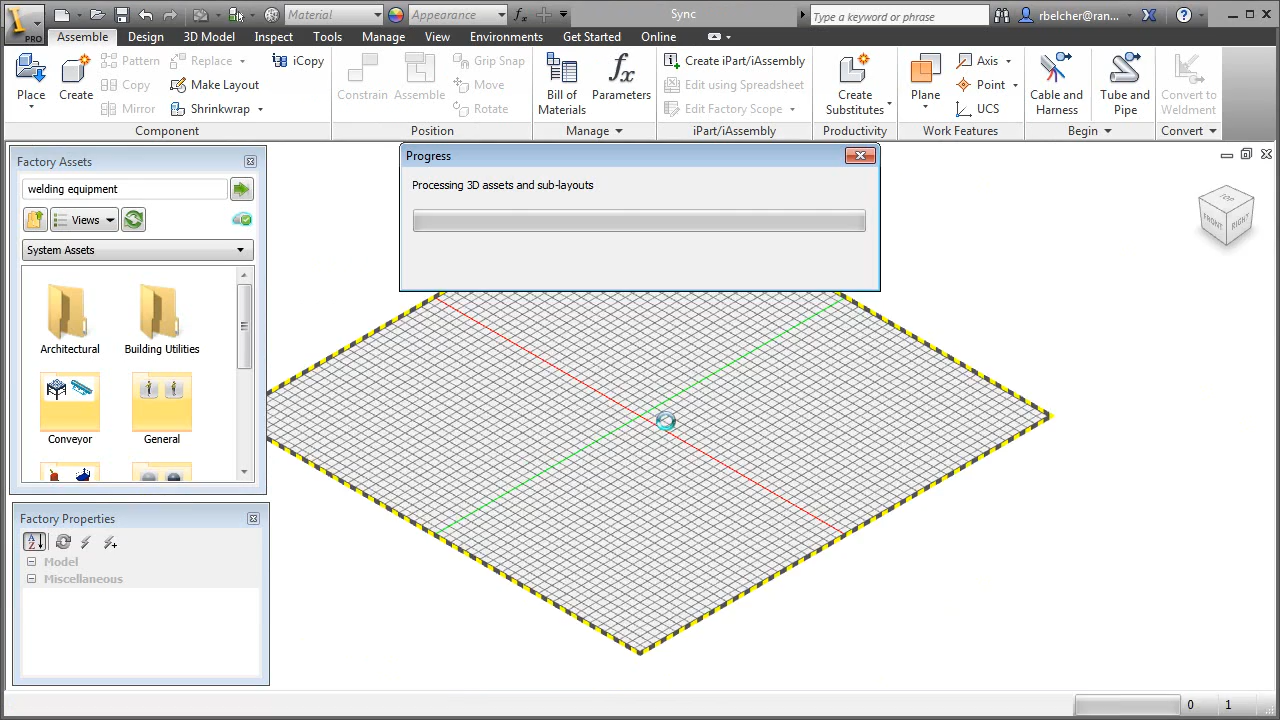 PRO
Material
Appearance
Sync
Type a keyword or phrase
rbelcher@ran...
Assemble Design 3D Model Inspect Tools Manage View Environments Get Started Online
Place
Create
Pattern
Copy
Mirror
Replace
Make Layout
Shrinkwrap
iCopy
Component
Constrain
Assemble
Grip Snap
Move
Rotate
Position
Bill of
Materials
Parameters
Manage
Create iPart/iAssembly
Edit using Spreadsheet
Edit Factory Scope
iPart/iAssembly
Create
Substitutes
Productivity
Plane
Axis
Point
UCS
Work Features
Cable and
Harness
Tube and
Pipe
Begin
Convert to
Weldment
Convert
Factory Assets
welding equipment
Views
System Assets
Architectural
Building Utilities
Conveyor
General
Factory Properties
Model
Miscellaneous
Progress
Processing 3D assets and sub-layouts
TOP
FRONT
RIGHT
0 1